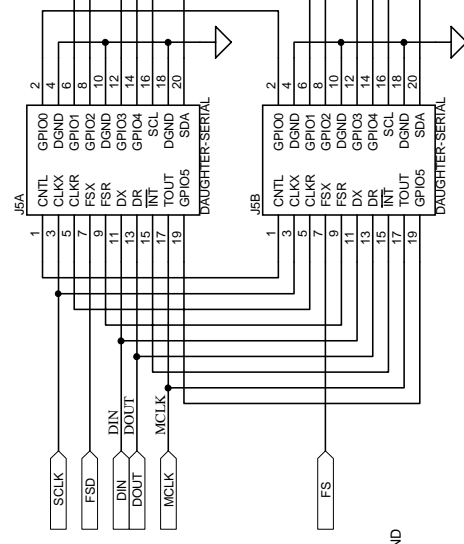 2 4 6 8 10 12 14 16 18 20
GPIO0 DGND GPIO1 GPIO2 DGND GPIO3 GPIO4 SCL DGND SDA
CNTL CLKX CLKR FSX FSR DX DR INT TOUT GPIO5
J5A
DAUGHTER-SERIAL
1 3 5 7 9 11 13 15 17 19
2 4 6 8 10 12 14 16 18 20
GPIO0 DGND GPIO1 GPIO2 DGND GPIO3 GPIO4 SCL DGND SDA
CNTL CLKX CLKR FSX FSR DX DR INT TOUT GPIO5
J5B
DAUGHTER-SERIAL
1 3 5 7 9 11 13 15 17 19
DIN
DOUT
MCLK
SCLK
FSD
DIN
DOUT
MCLK
FS
ND